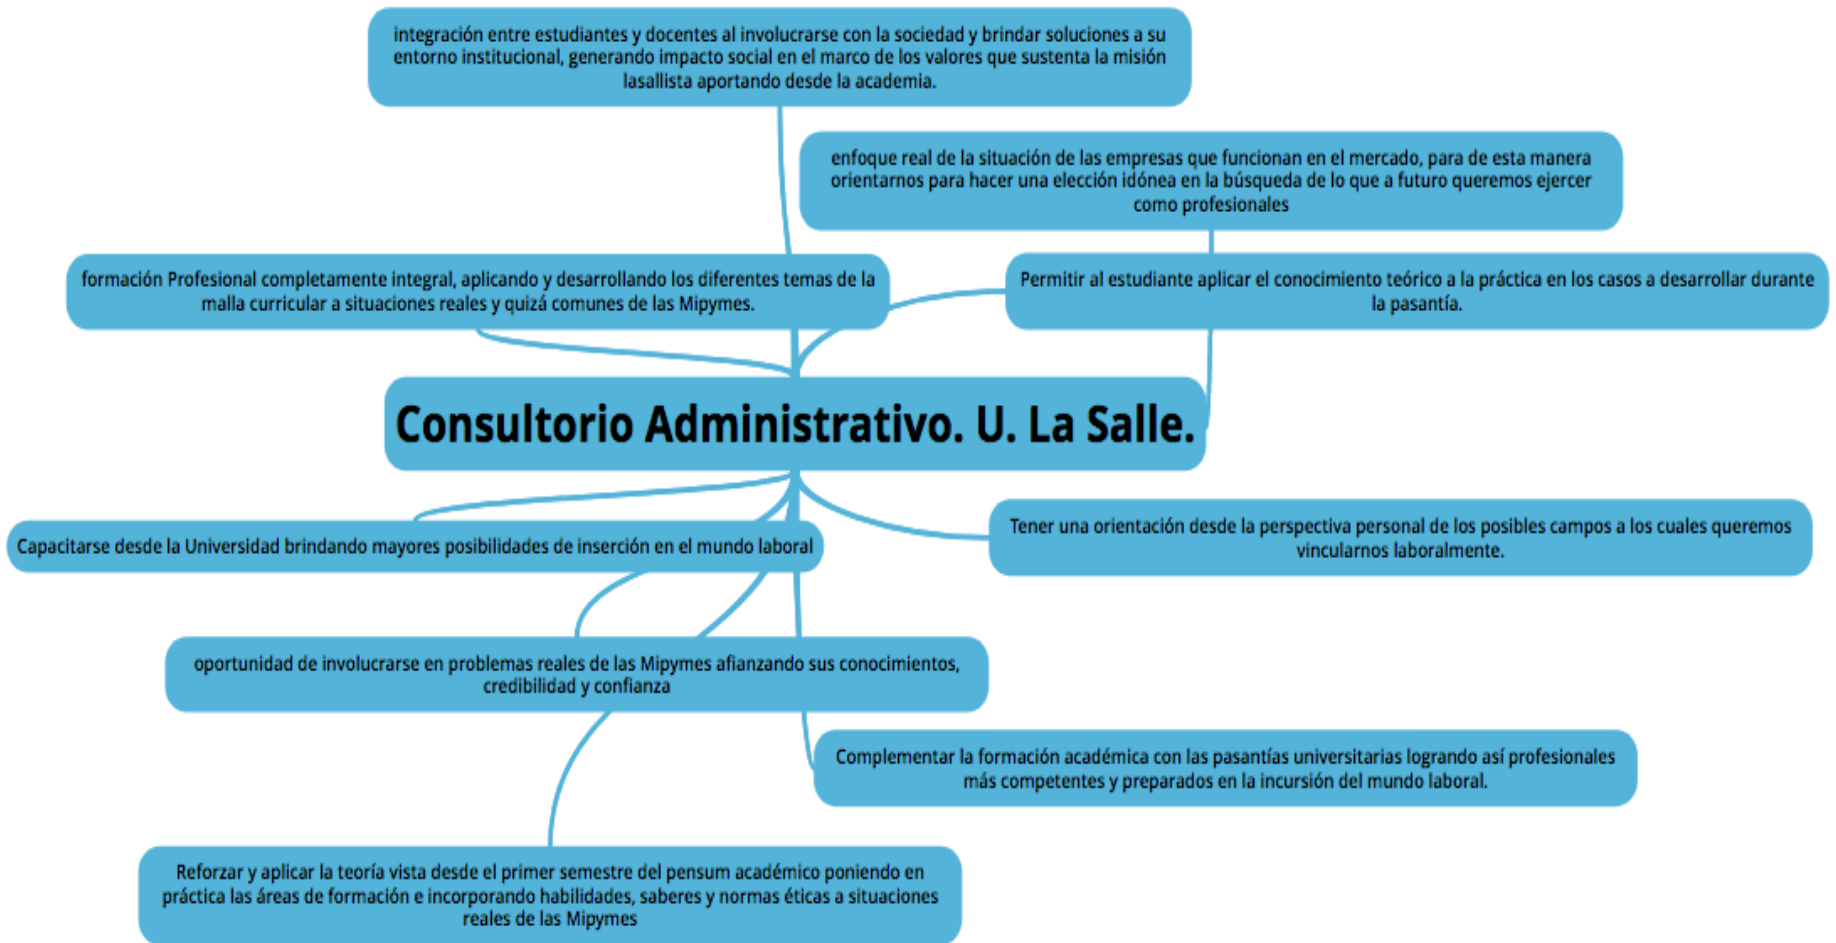 integración entre estudiantes y docentes al involucrarse con la sociedad y brindar soluciones a su
entorno institucional, generando impacto social en el marco de los valores que sustenta la misión
lasallista aportando desde la academia.
enfoque real de la situación de las empresas que funcionan en el mercado, para de esta manera
orientarnos para hacer una elección idónea en la búsqueda de lo que a futuro queremos ejercer
como profesionales
formación Profesional completamente integral, aplicando y desarrollando los diferentes temas de la
malla curricular a situaciones reales y quizá comunes de las Mipymes.
Permitir al estudiante aplicar el conocimiento teórico a la práctica en los casos a desarrollar durante
la pasantía.
Consultorio Administrativo. U. La Salle.
Capacitarse desde la Universidad brindando mayores posibilidades de inserción en el mundo laboral
Tener una orientación desde la perspectiva personal de los posibles campos a los cuales queremos
vincularnos laboralmente.
oportunidad de involucrarse en problemas reales de las Mipymes afianzando sus conocimientos,
credibilidad y confianza
Complementar la formación académica con las pasantías universitarias logrando así profesionales
más competentes y preparados en la incursión del mundo laboral.
Reforzar y aplicar la teoría vista desde el primer semestre del pensum académico poniendo en
práctica las áreas de formación e incorporando habilidades, saberes y normas éticas a situaciones
reales de las Mipymes